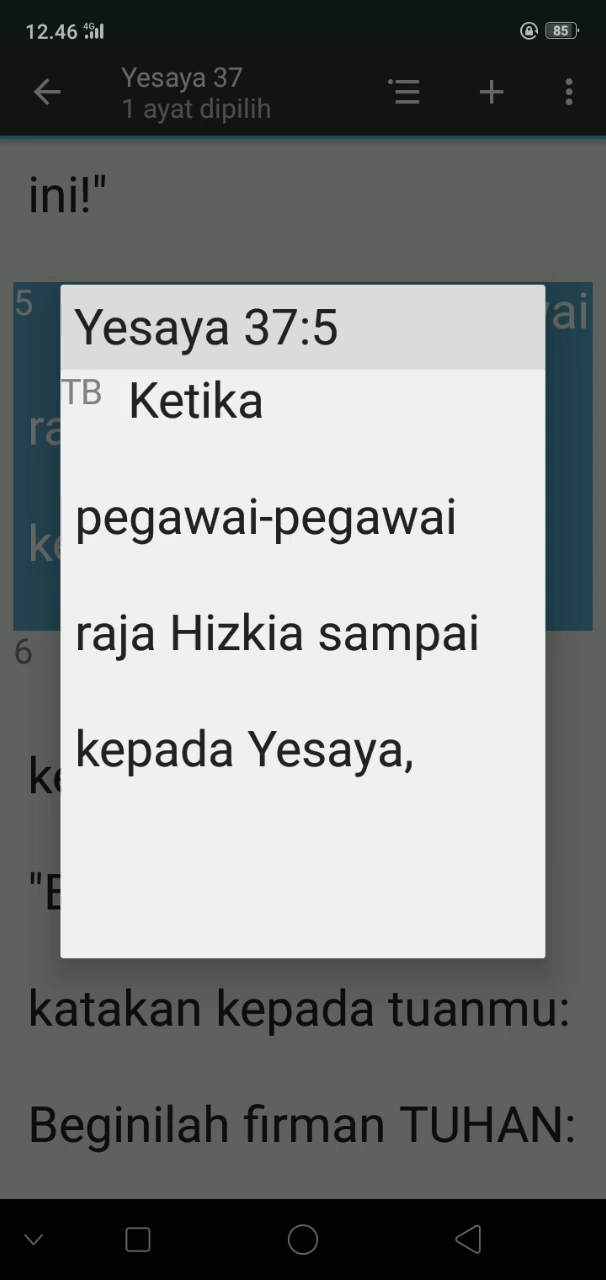 12.46 4G 85
Yesaya 37
1 ayat dipilih
ini!"
5
Yesaya 37:5
TB Ketika
pegawai-pegawai
raja Hizkia sampai
kepada Yesaya,
6
katakan kepada tuanmu:
Beginilah firman TUHAN: